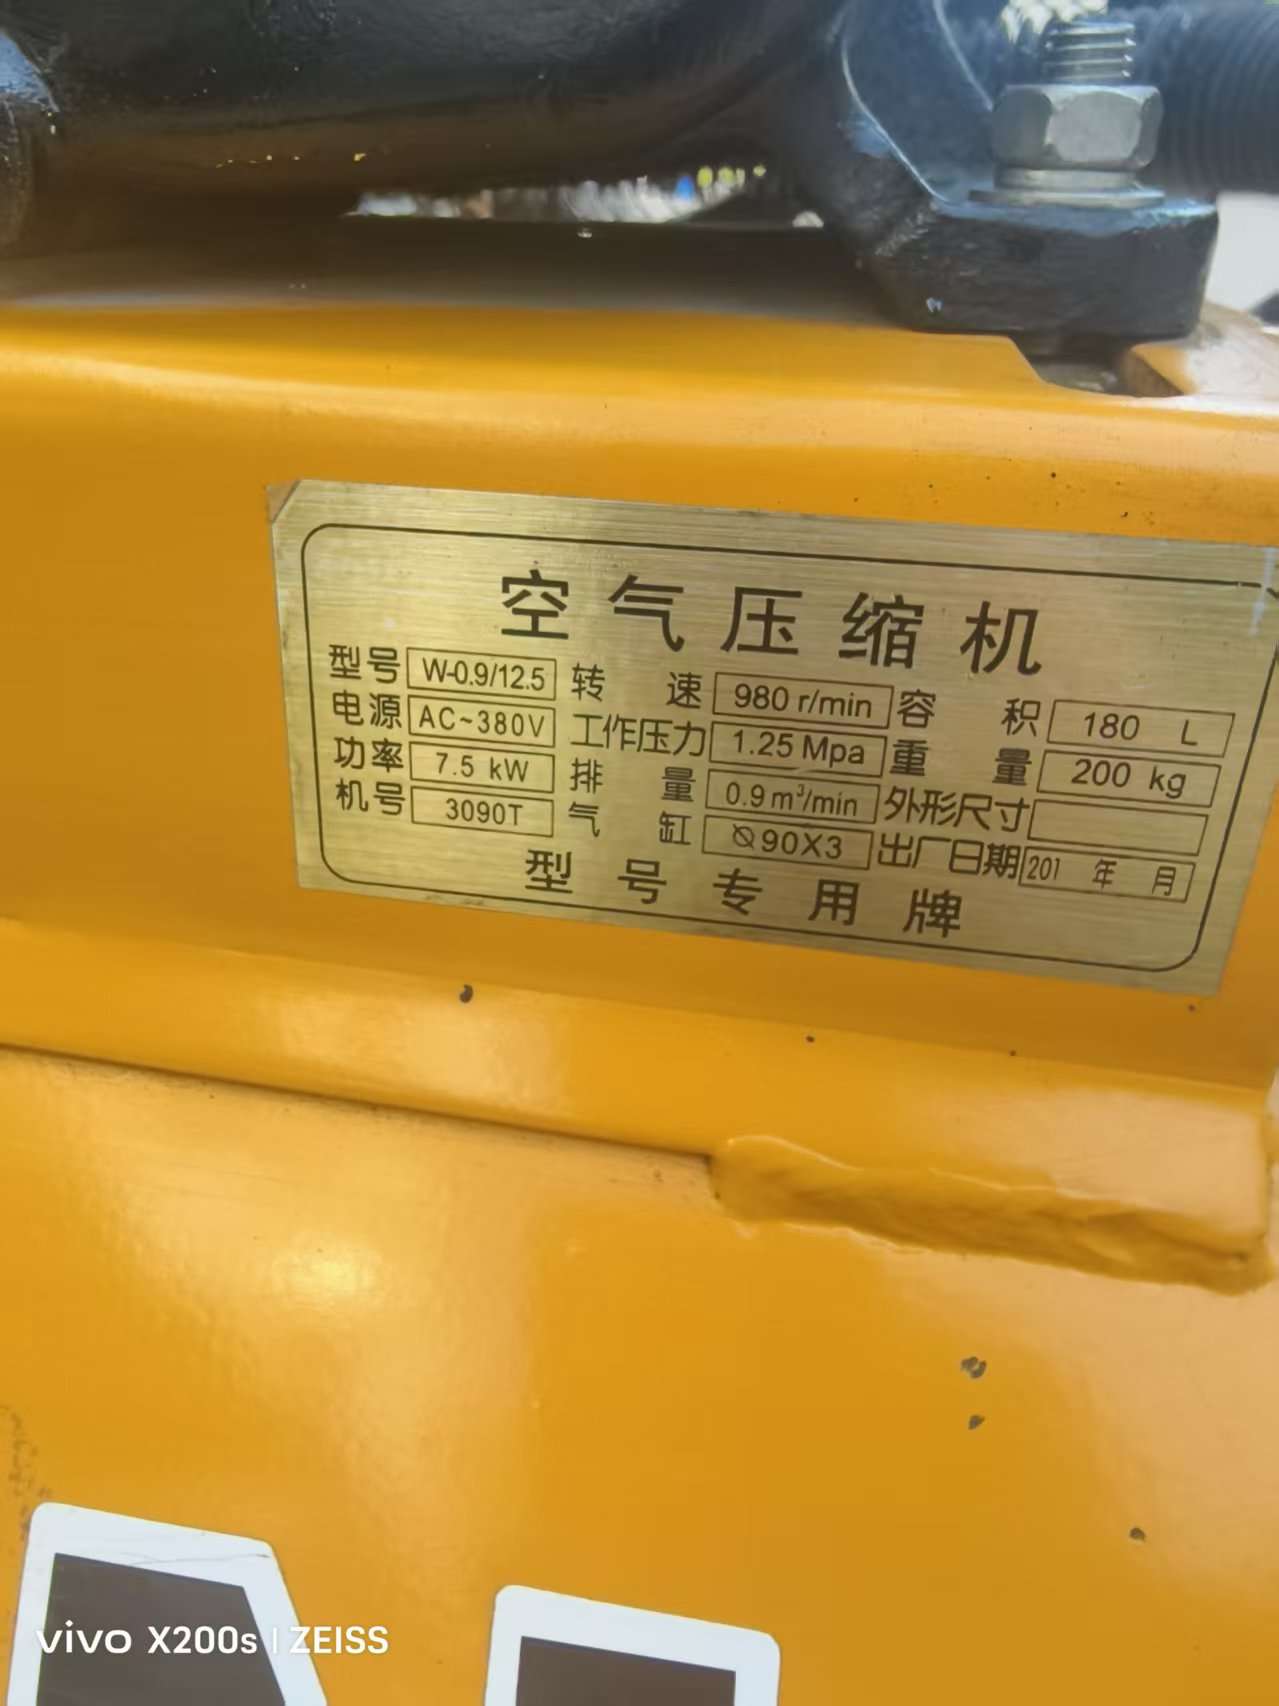 空气压缩机
型号 W-0.9/12.5 转速 980 r/min 容积 180 L
电源 AC~380V 工作压力 1.25 Mpa 重量 200 kg
功率 7.5 kW 排量 0.9 m³/min 外形尺寸
机号 3090T 气缸 Ø90X3 出厂日期 201 年 月
型号专用牌
vivo X200s | ZEISS